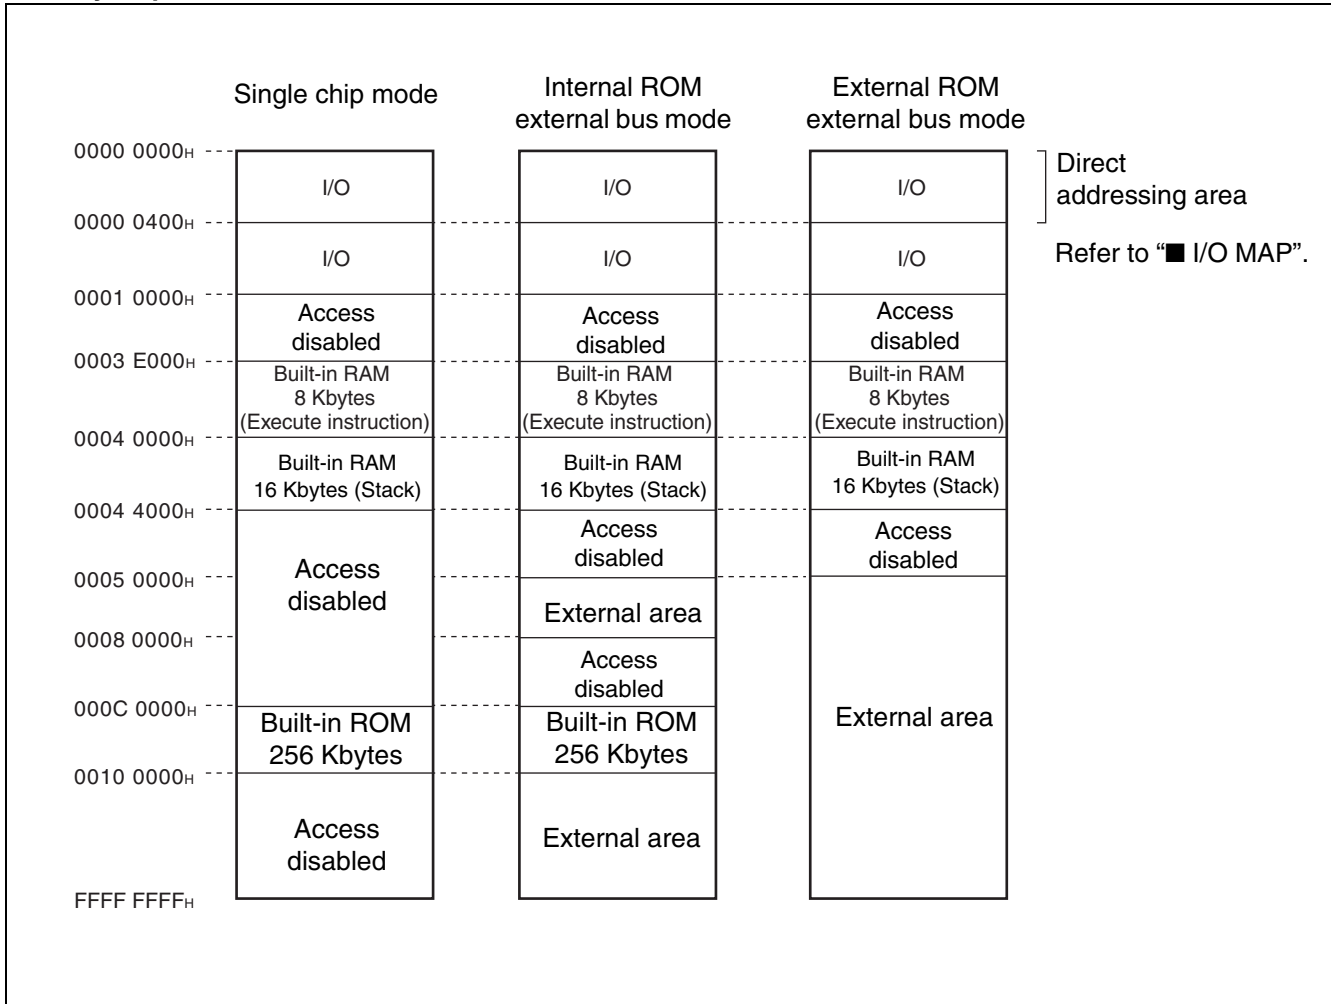 Single chip mode
Internal ROM
external bus mode
External ROM
external bus mode
0000 0000H
I/O
I/O
I/O
Direct
addressing area
0000 0400H
I/O
I/O
I/O
Refer to “■ I/O MAP”.
0001 0000H
Access
disabled
Access
disabled
Access
disabled
0003 E000H
Built-in RAM
8 Kbytes
(Execute instruction)
Built-in RAM
8 Kbytes
(Execute instruction)
Built-in RAM
8 Kbytes
(Execute instruction)
0004 0000H
Built-in RAM
16 Kbytes (Stack)
Built-in RAM
16 Kbytes (Stack)
Built-in RAM
16 Kbytes (Stack)
0004 4000H
Access
disabled
Access
disabled
Access
disabled
0005 0000H
External area
External area
0008 0000H
Access
disabled
000C 0000H
Built-in ROM
256 Kbytes
Built-in ROM
256 Kbytes
0010 0000H
Access
disabled
External area
FFFF FFFFH